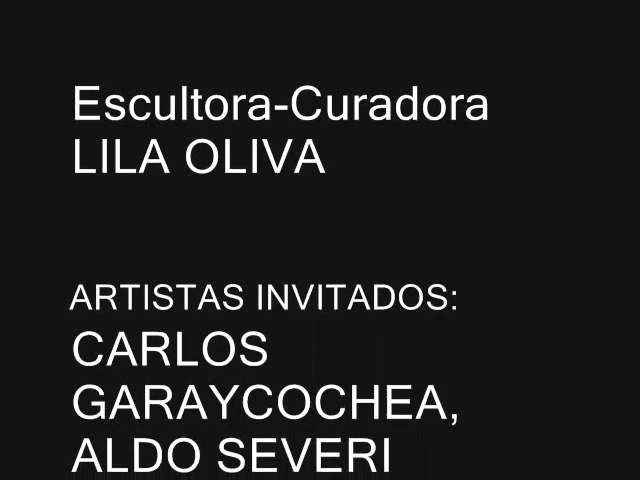 Escultora-Curadora
LILA OLIVA
ARTISTAS INVITADOS:
CARLOS
GARAYCOCHEA,
ALDO SEVERI